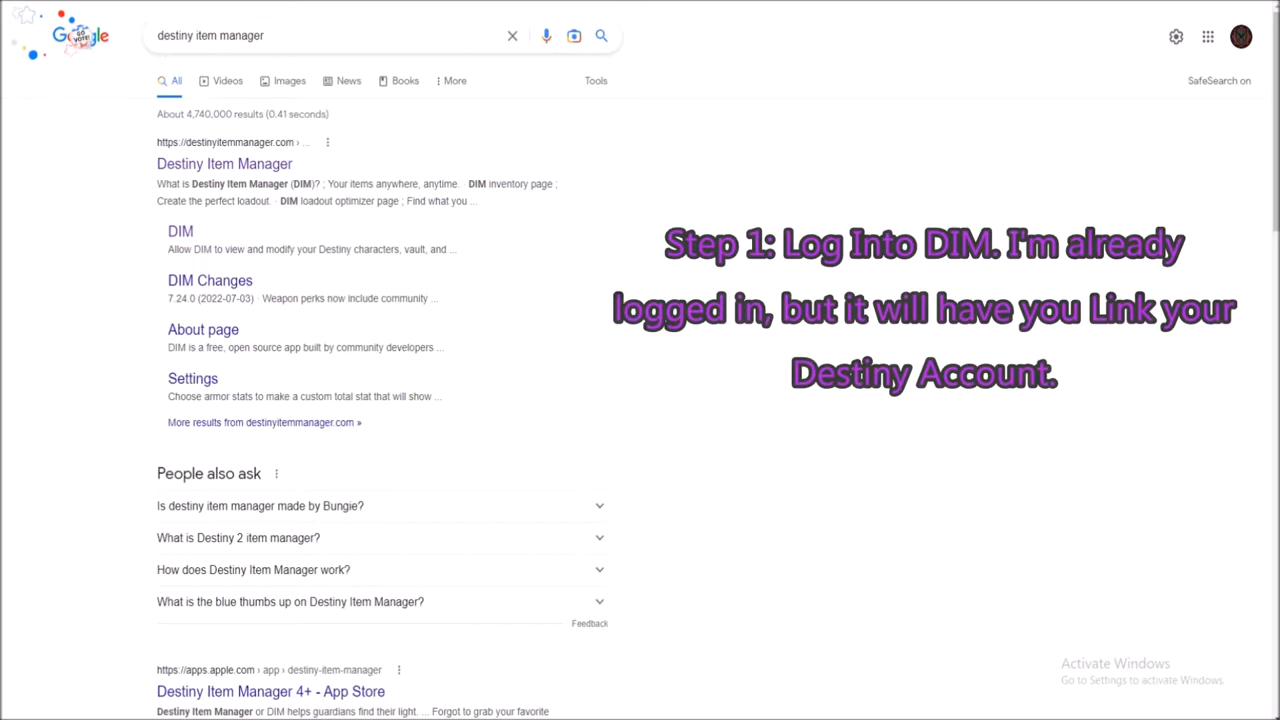 Google
GO VOTE!
destiny item manager
All
Videos
Images
News
Books
More
Tools
SafeSearch on
About 4,740,000 results (0.41 seconds)
https://destinyitemmanager.com › ...
Destiny Item Manager
What is Destiny Item Manager (DIM)? ; Your items anywhere, anytime. DIM inventory page ;
Create the perfect loadout. · DIM loadout optimizer page ; Find what you ...
DIM
Allow DIM to view and modify your Destiny characters, vault, and ...
DIM Changes
7.24.0 (2022-07-03) · Weapon perks now include community ...
About page
DIM is a free, open source app built by community developers ...
Settings
Choose armor stats to make a custom total stat that will show ...
More results from destinyitemmanager.com »
Step 1: Log Into DIM. I'm already
logged in, but it will have you Link your
Destiny Account.
People also ask
Is destiny item manager made by Bungie?
What is Destiny 2 item manager?
How does Destiny Item Manager work?
What is the blue thumbs up on Destiny Item Manager?
Feedback
https://apps.apple.com › app › destiny-item-manager
Destiny Item Manager 4+ - App Store
Destiny Item Manager or DIM helps guardians find their light. ... Forgot to grab your favorite
Activate Windows
Go to Settings to activate Windows.